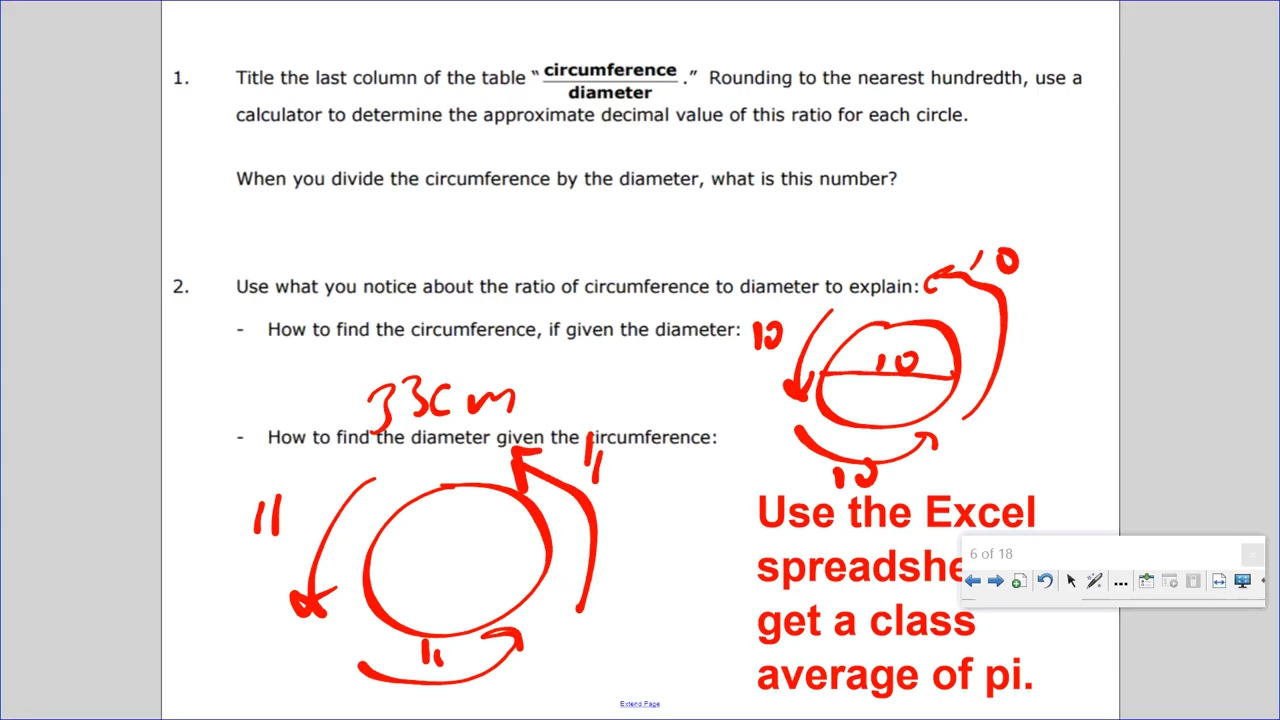 1. Title the last column of the table “circumference/diameter.” Rounding to the nearest hundredth, use a
calculator to determine the approximate decimal value of this ratio for each circle.
When you divide the circumference by the diameter, what is this number?
10
2. Use what you notice about the ratio of circumference to diameter to explain:
- How to find the circumference, if given the diameter:
10
10
33cm
- How to find the diameter given the circumference:
11
10
11
Use the Excel
6 of 18
get a class
11
average of pi.
Extend Page